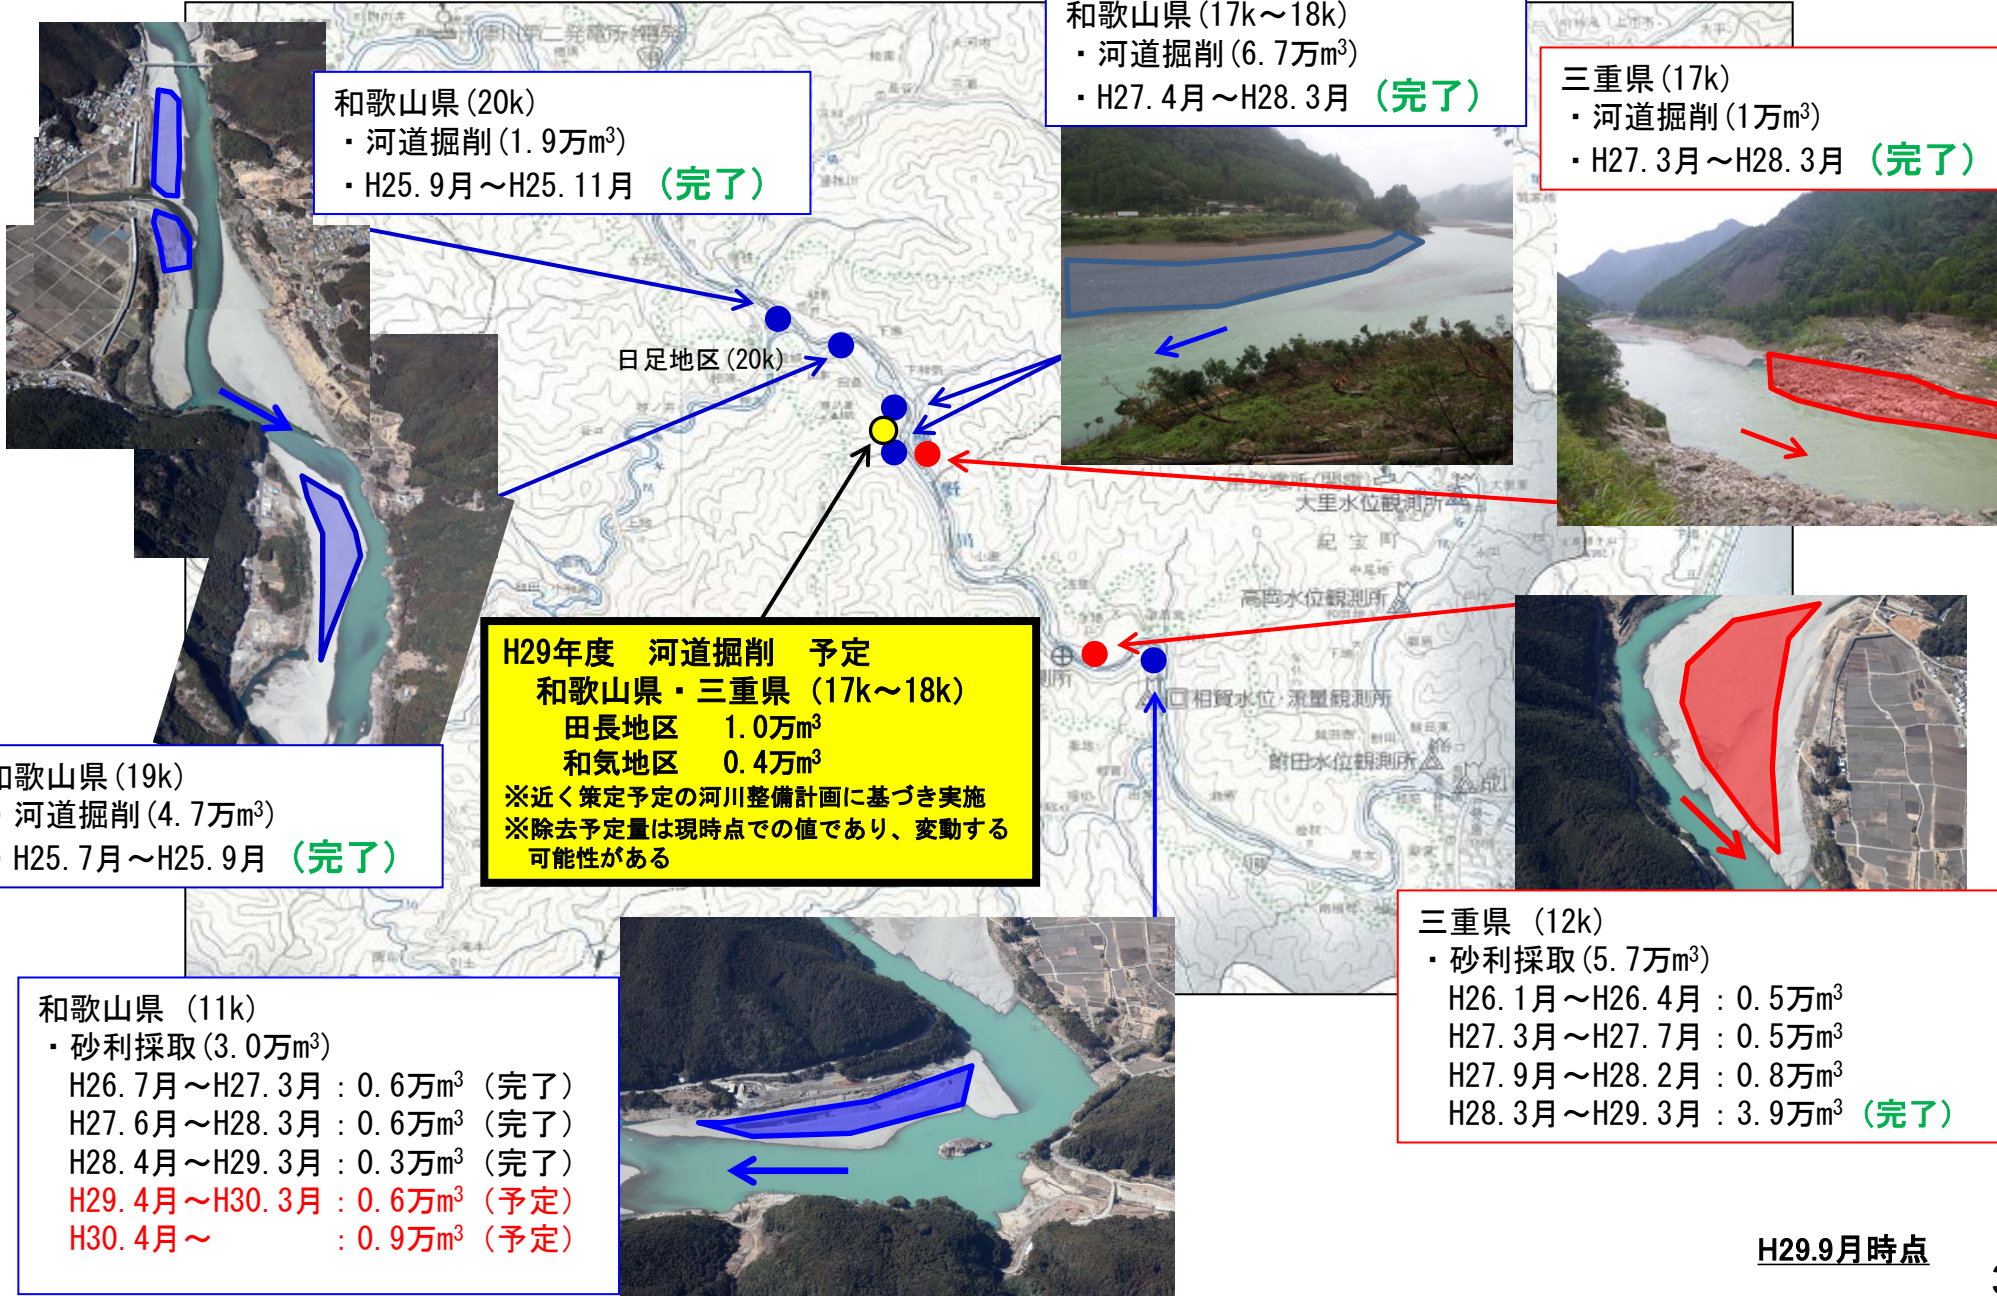 和歌山県(20k)
・河道掘削(1.9万m³)
・H25.9月～H25.11月 (完了)
和歌山県(17k～18k)
・河道掘削(6.7万m³)
・H27.4月～H28.3月 (完了)
三重県(17k)
・河道掘削(1万m³)
・H27.3月～H28.3月 (完了)
日足地区(20k)
大里水位観測所
紀宝町
高岡水位観測所
相賀水位・流量観測所
鮒田水位観測所
H29年度 河道掘削 予定
和歌山県・三重県(17k～18k)
田長地区 1.0万m³
和気地区 0.4万m³
※近く策定予定の河川整備計画に基づき実施
※除去予定量は現時点での値であり、変動する
可能性がある
歌山県(19k)
河道掘削(4.7万m³)
H25.7月～H25.9月 (完了)
和歌山県 (11k)
・砂利採取(3.0万m³)
H26.7月～H27.3月：0.6万m³ (完了)
H27.6月～H28.3月：0.6万m³ (完了)
H28.4月～H29.3月：0.3万m³ (完了)
H29.4月～H30.3月：0.6万m³ (予定)
H30.4月～ ：0.9万m³ (予定)
三重県 (12k)
・砂利採取(5.7万m³)
H26.1月～H26.4月：0.5万m³
H27.3月～H27.7月：0.5万m³
H27.9月～H28.2月：0.8万m³
H28.3月～H29.3月：3.9万m³ (完了)
H29.9月時点